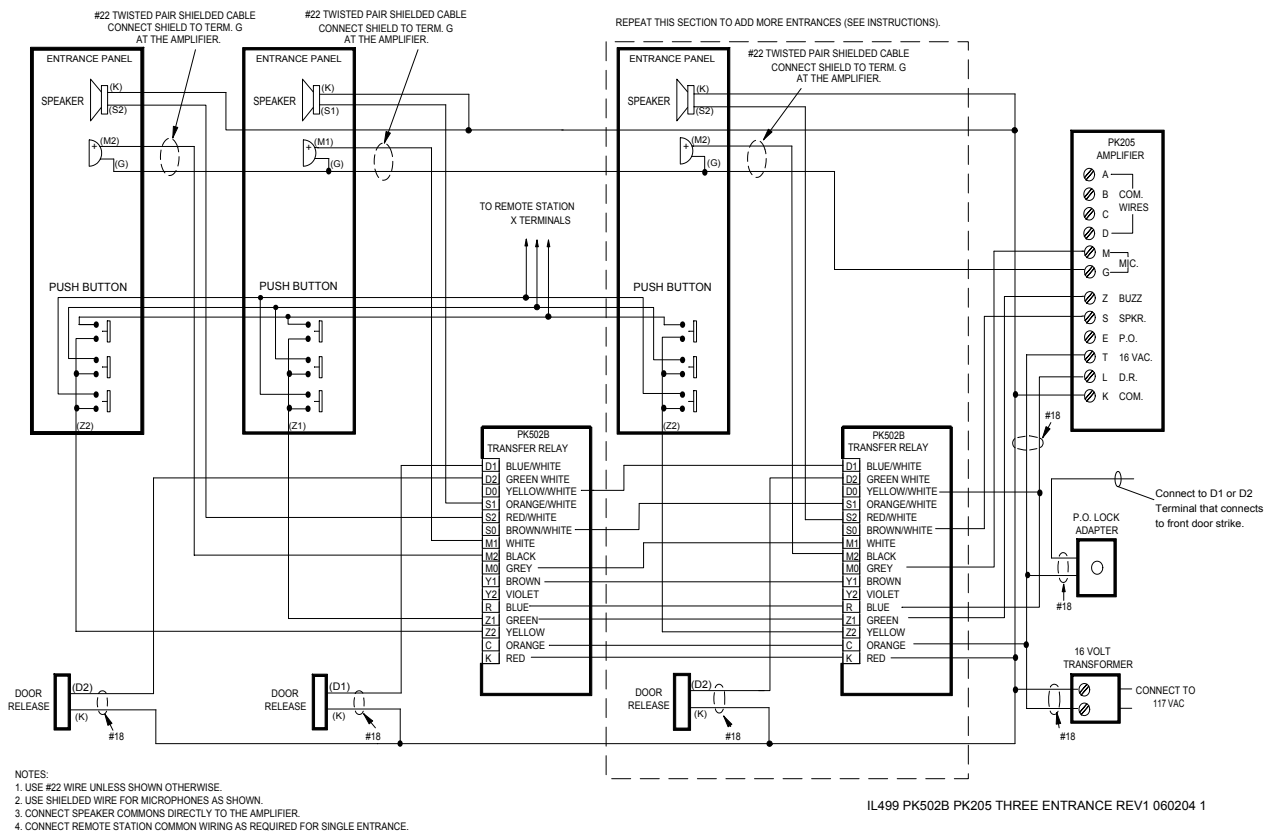 #22 TWISTED PAIR SHIELDED CABLE
CONNECT SHIELD TO TERM. G
AT THE AMPLIFIER.
#22 TWISTED PAIR SHIELDED CABLE
CONNECT SHIELD TO TERM. G
AT THE AMPLIFIER.
REPEAT THIS SECTION TO ADD MORE ENTRANCES (SEE INSTRUCTIONS).
#22 TWISTED PAIR SHIELDED CABLE
CONNECT SHIELD TO TERM. G
AT THE AMPLIFIER.
ENTRANCE PANEL
SPEAKER
(K)
(S2)
+
(M2)
(G)
PUSH BUTTON
(Z2)
ENTRANCE PANEL
SPEAKER
(K)
(S1)
+
(M1)
(G)
PUSH BUTTON
(Z1)
TO REMOTE STATION
X TERMINALS
ENTRANCE PANEL
SPEAKER
(K)
(S2)
+
(M2)
(G)
PUSH BUTTON
(Z2)
PK205
AMPLIFIER
A
B COM.
WIRES
C
D
M
MIC.
G
Z BUZZ
S SPKR.
E P.O.
T 16 VAC.
L D.R.
K COM.
#18
PK502B
TRANSFER RELAY
D1 BLUE/WHITE
D2 GREEN WHITE
D0 YELLOW/WHITE
S1 ORANGE/WHITE
S2 RED/WHITE
S0 BROWN/WHITE
M1 WHITE
M2 BLACK
M0 GREY
Y1 BROWN
Y2 VIOLET
R BLUE
Z1 GREEN
Z2 YELLOW
C ORANGE
K RED
PK502B
TRANSFER RELAY
D1 BLUE/WHITE
D2 GREEN WHITE
D0 YELLOW/WHITE
S1 ORANGE/WHITE
S2 RED/WHITE
S0 BROWN/WHITE
M1 WHITE
M2 BLACK
M0 GREY
Y1 BROWN
Y2 VIOLET
R BLUE
Z1 GREEN
Z2 YELLOW
C ORANGE
K RED
Connect to D1 or D2
Terminal that connects
to front door strike.
P.O. LOCK
ADAPTER
#18
16 VOLT
TRANSFORMER
CONNECT TO
117 VAC
#18
DOOR
RELEASE
(D2)
(K)
#18
DOOR
RELEASE
(D1)
(K)
#18
DOOR
RELEASE
(D2)
(K)
#18
NOTES:
1. USE #22 WIRE UNLESS SHOWN OTHERWISE.
2. USE SHIELDED WIRE FOR MICROPHONES AS SHOWN.
3. CONNECT SPEAKER COMMONS DIRECTLY TO THE AMPLIFIER.
4. CONNECT REMOTE STATION COMMON WIRING AS REQUIRED FOR SINGLE ENTRANCE.
IL499 PK502B PK205 THREE ENTRANCE REV1 060204 1